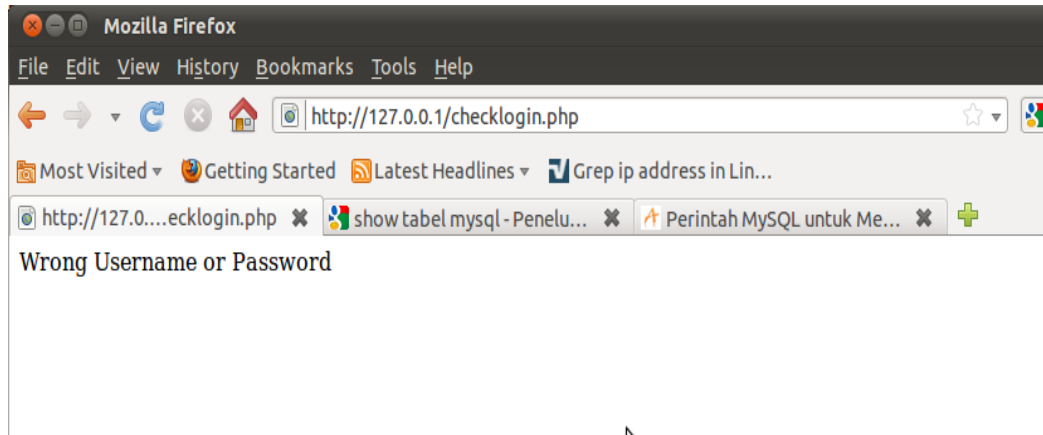 Mozilla Firefox
File Edit View History Bookmarks Tools Help
http://127.0.0.1/checklogin.php
Most Visited Getting Started Latest Headlines Grep ip address in Lin...
http://127.0....ecklogin.php show tabel mysql - Penelu... Perintah MySQL untuk Me...
Wrong Username or Password